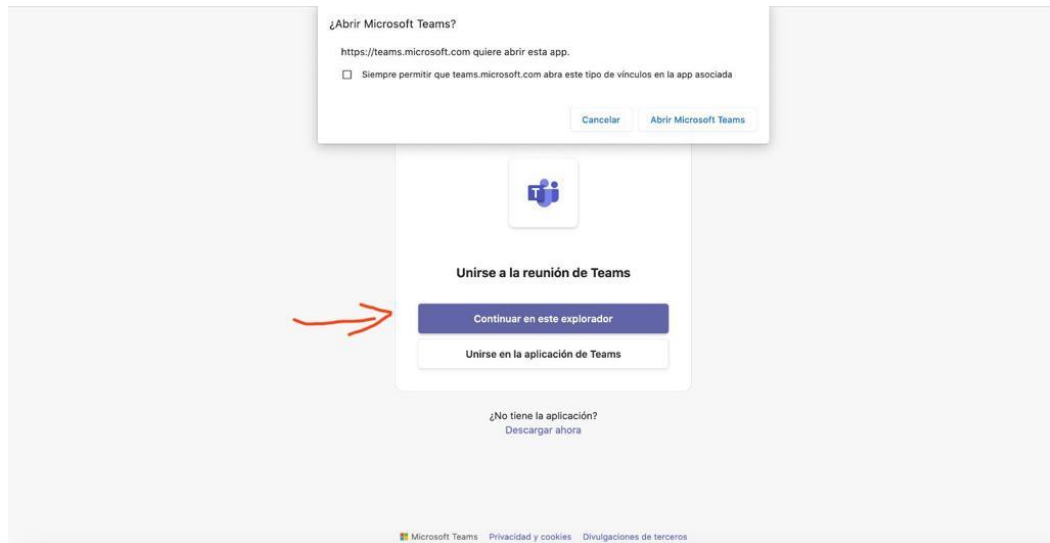 ¿Abrir Microsoft Teams?
https://teams.microsoft.com quiere abrir esta app.
Siempre permitir que teams.microsoft.com abra este tipo de vínculos en la app asociada
Cancelar
Abrir Microsoft Teams
T
Unirse a la reunión de Teams
Continuar en este explorador
Unirse en la aplicación de Teams
¿No tiene la aplicación?
Descargar ahora
Microsoft Teams Privacidad y cookies Divulgaciones de terceros